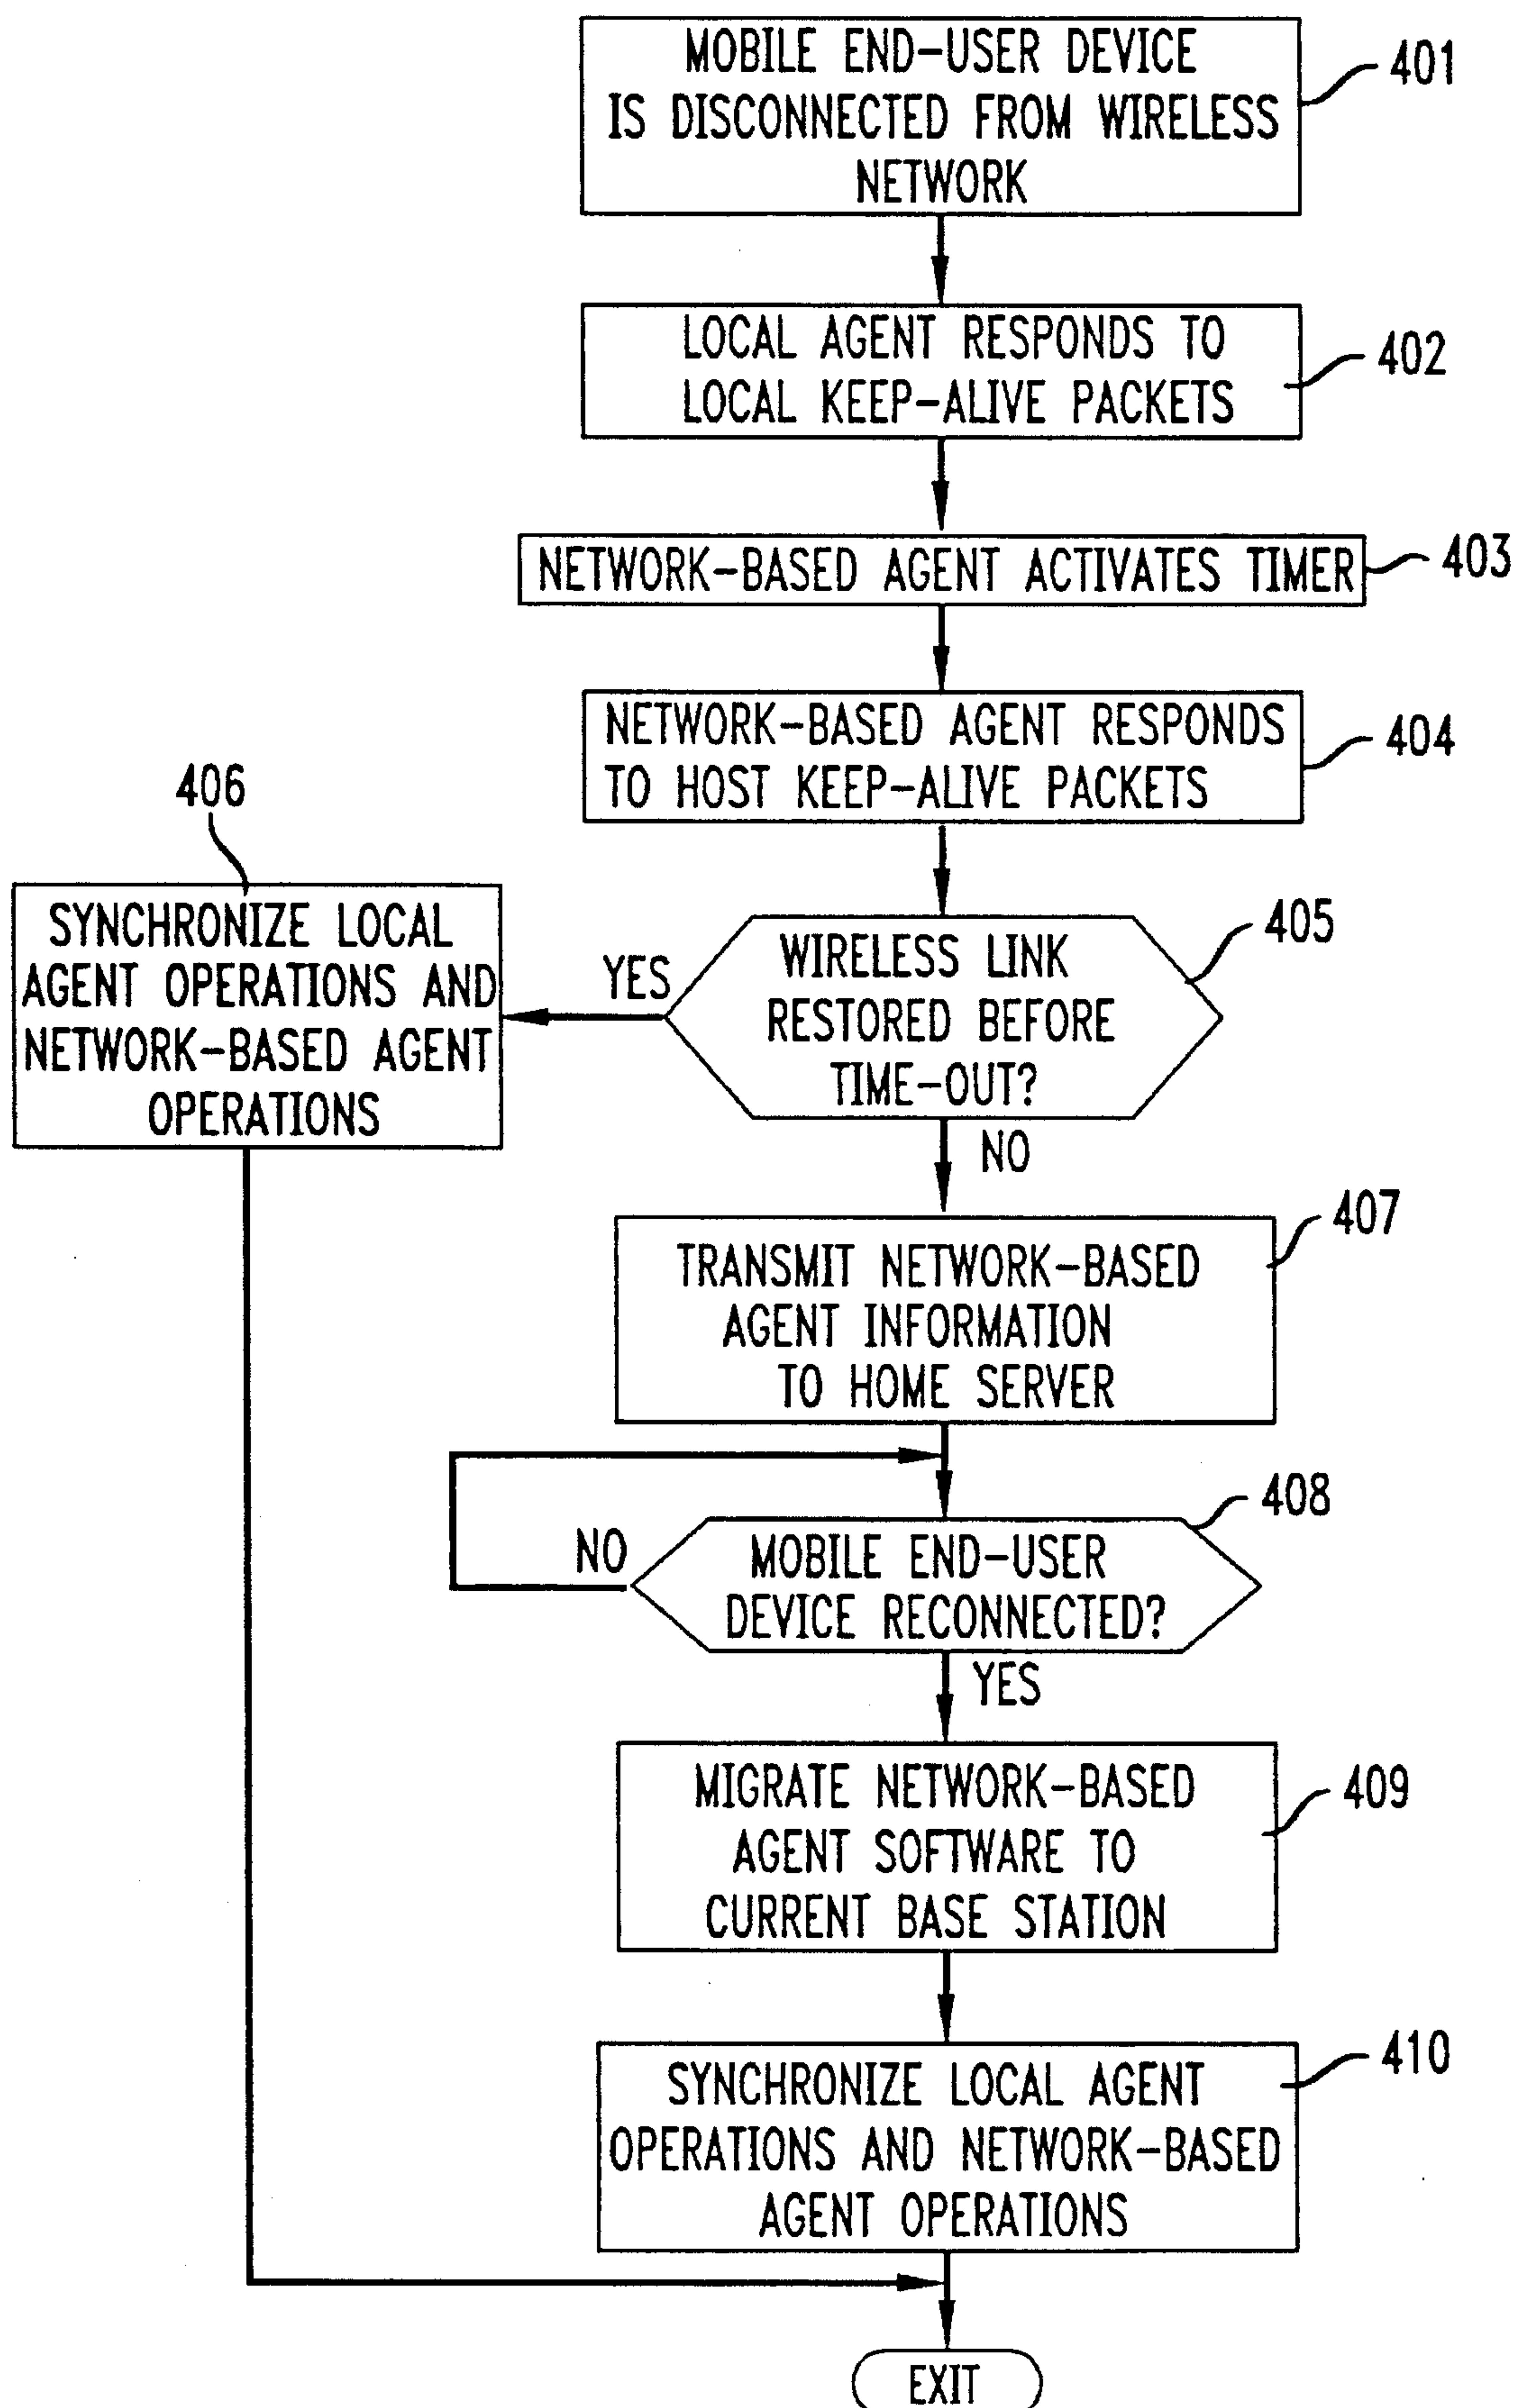 MOBILE END-USER DEVICE
IS DISCONNECTED FROM WIRELESS
NETWORK
401
LOCAL AGENT RESPONDS TO
LOCAL KEEP-ALIVE PACKETS
402
NETWORK-BASED AGENT ACTIVATES TIMER
403
NETWORK-BASED AGENT RESPONDS
TO HOST KEEP-ALIVE PACKETS
404
WIRELESS LINK
RESTORED BEFORE
TIME-OUT?
405
YES
406
SYNCHRONIZE LOCAL
AGENT OPERATIONS AND
NETWORK-BASED AGENT
OPERATIONS
NO
TRANSMIT NETWORK-BASED
AGENT INFORMATION
TO HOME SERVER
407
MOBILE END-USER
DEVICE RECONNECTED?
408
NO
YES
MIGRATE NETWORK-BASED
AGENT SOFTWARE TO
CURRENT BASE STATION
409
SYNCHRONIZE LOCAL AGENT
OPERATIONS AND NETWORK-BASED
AGENT OPERATIONS
410
EXIT